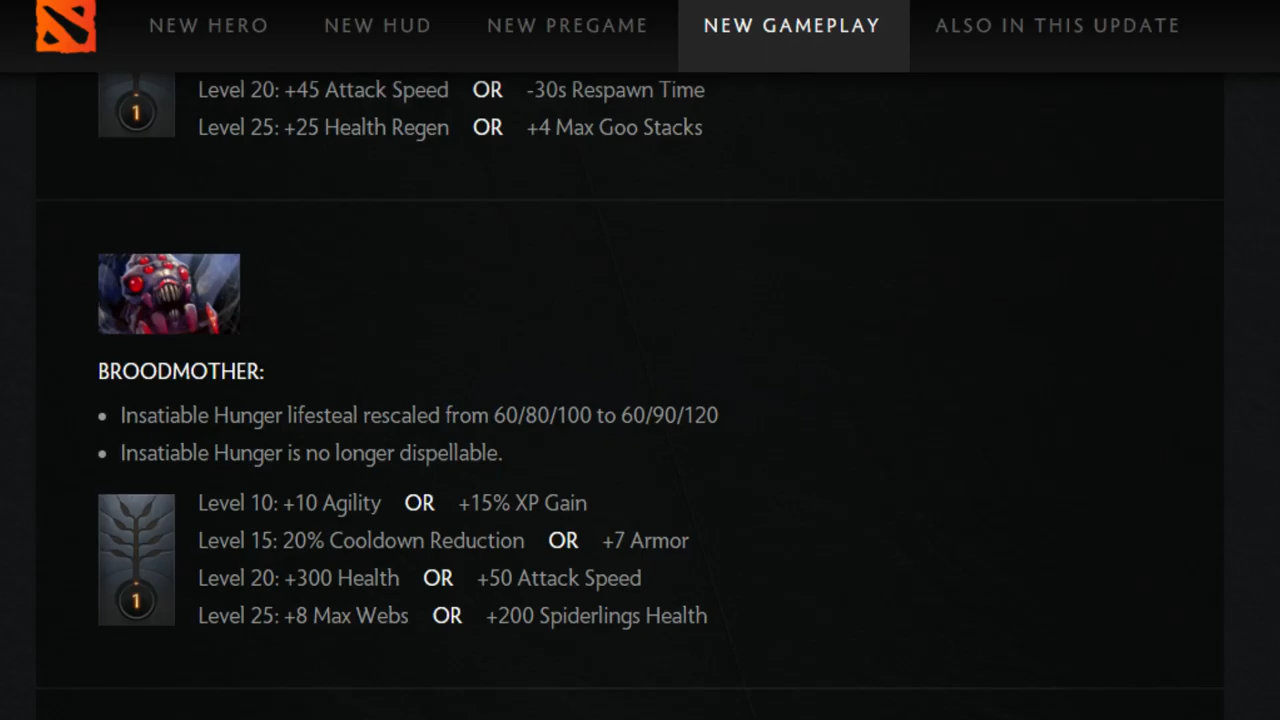 NEW HERO NEW HUD NEW PREGAME NEW GAMEPLAY ALSO IN THIS UPDATE
Level 20: +45 Attack Speed OR -30s Respawn Time
1
Level 25: +25 Health Regen OR +4 Max Goo Stacks
BROODMOTHER:
• Insatiable Hunger lifesteal rescaled from 60/80/100 to 60/90/120
• Insatiable Hunger is no longer dispellable.
Level 10: +10 Agility OR +15% XP Gain
Level 15: 20% Cooldown Reduction OR +7 Armor
Level 20: +300 Health OR +50 Attack Speed
1
Level 25: +8 Max Webs OR +200 Spiderlings Health